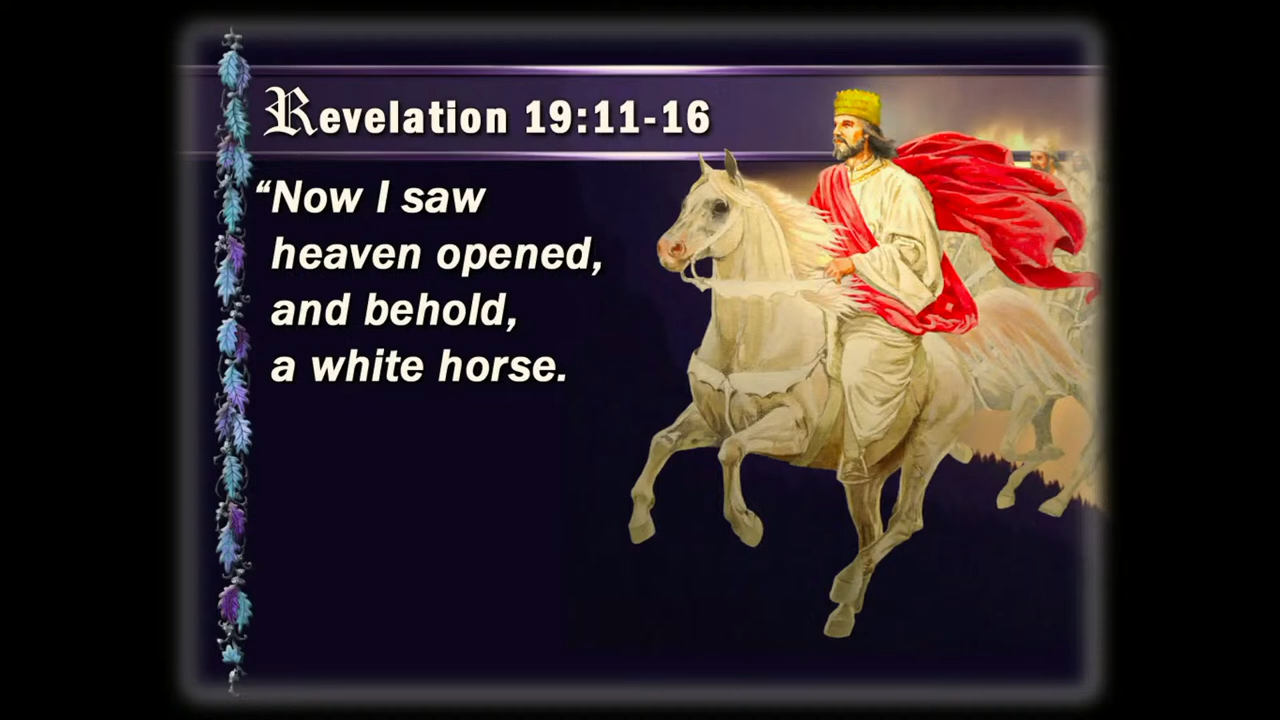 Revelation 19:11-16
“Now I saw
heaven opened,
and behold,
a white horse.